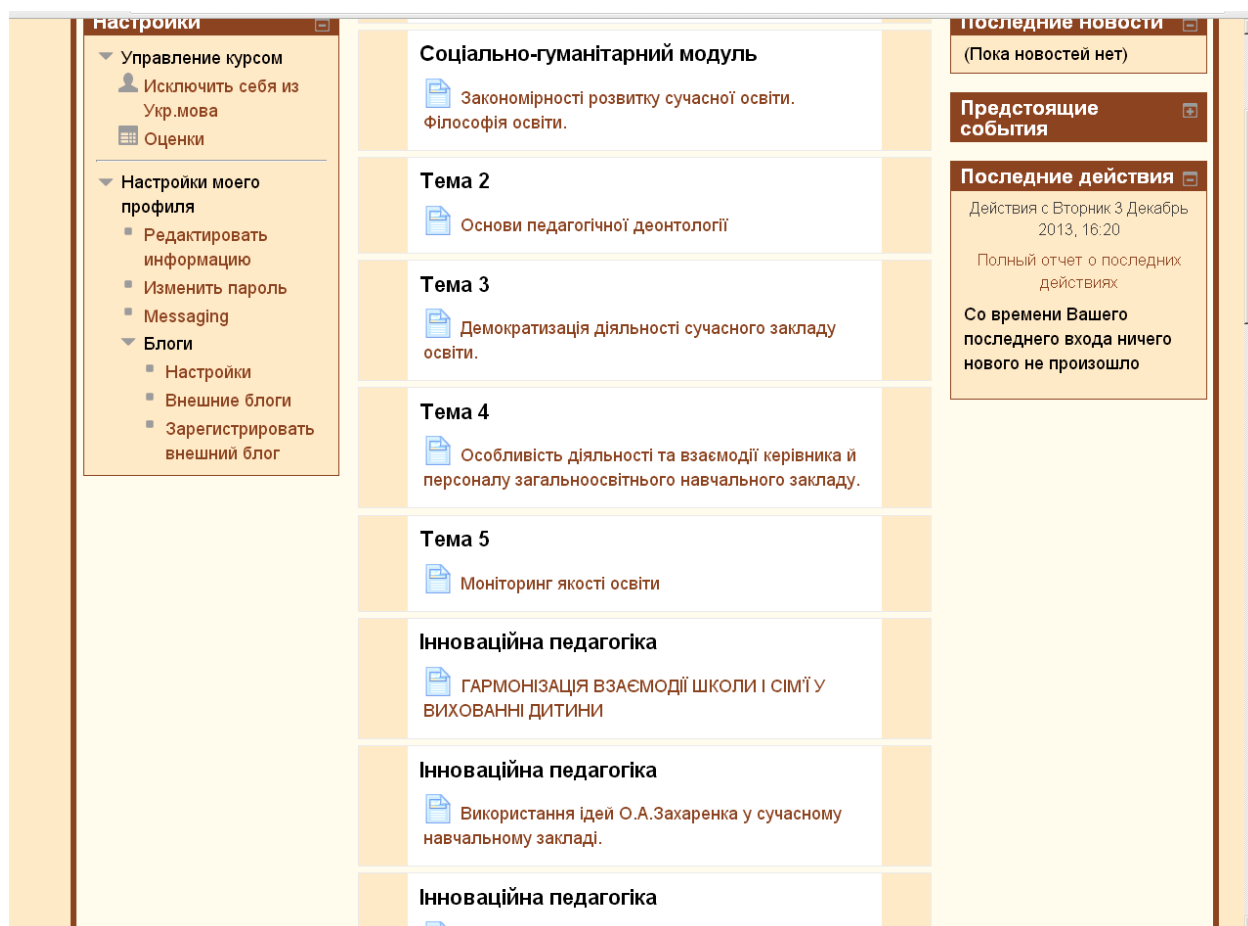 Настройки
Управление курсом
Исключить себя из
Укр.мова
Оценки
Настройки моего
профиля
Редактировать
информацию
Изменить пароль
Messaging
Блоги
Настройки
Внешние блоги
Зарегистрировать
внешний блог
Соціально-гуманітарний модуль
Закономірності розвитку сучасної освіти.
Філософія освіти.
Тема 2
Основи педагогічної деонтології
Тема 3
Демократизація діяльності сучасного закладу
освіти.
Тема 4
Особливість діяльності та взаємодії керівника й
персоналу загальноосвітнього навчального закладу.
Тема 5
Моніторинг якості освіти
Інноваційна педагогіка
ГАРМОНІЗАЦІЯ ВЗАЄМОДІЇ ШКОЛИ І СІМ'Ї У
ВИХОВАННІ ДИТИНИ
Інноваційна педагогіка
Використання ідей О.А.Захаренка у сучасному
навчальному закладі.
Інноваційна педагогіка
Последние новости
(Пока новостей нет)
Предстоящие
события
Последние действия
Действия с Вторник 3 Декабрь
2013, 16:20
Полный отчет о последних
действиях
Со времени Вашего
последнего входа ничего
нового не произошло